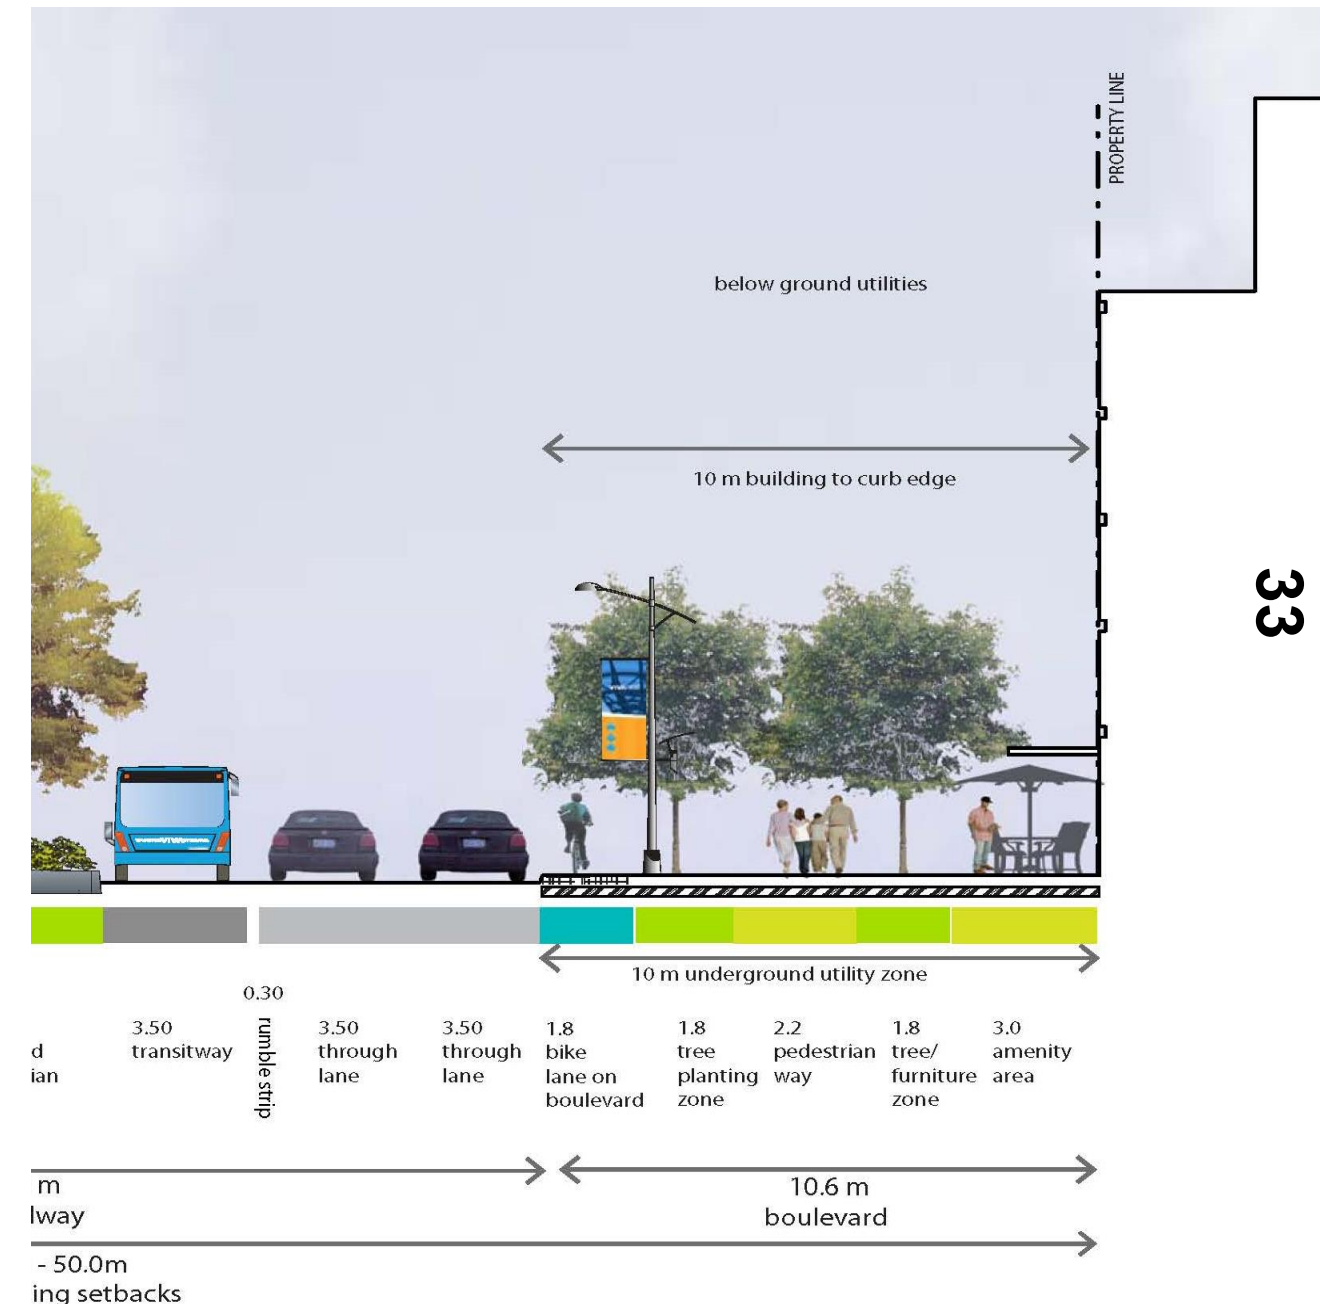 PROPERTY LINE
below ground utilities
10 m building to curb edge
33
10 m underground utility zone
0.30
rumble strip
3.50
transitway
3.50
through
lane
3.50
through
lane
1.8
bike
lane on
boulevard
1.8
tree
planting
zone
2.2
pedestrian
way
1.8
tree/
furniture
zone
3.0
amenity
area
d
ian
m
lway
10.6 m
boulevard
- 50.0m
ing setbacks